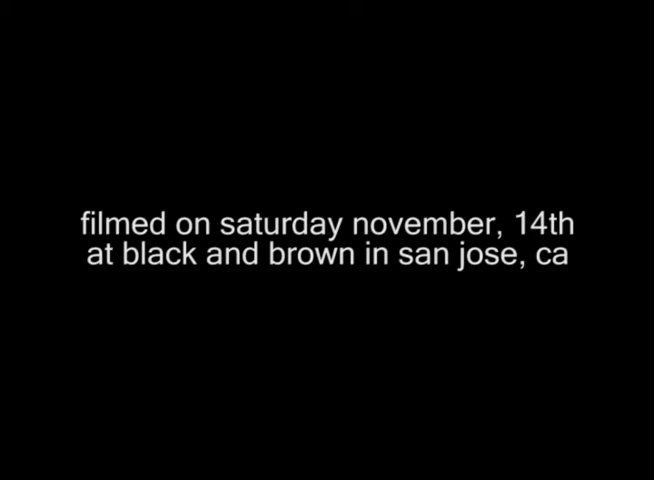 filmed on saturday november, 14th
at black and brown in san jose, ca